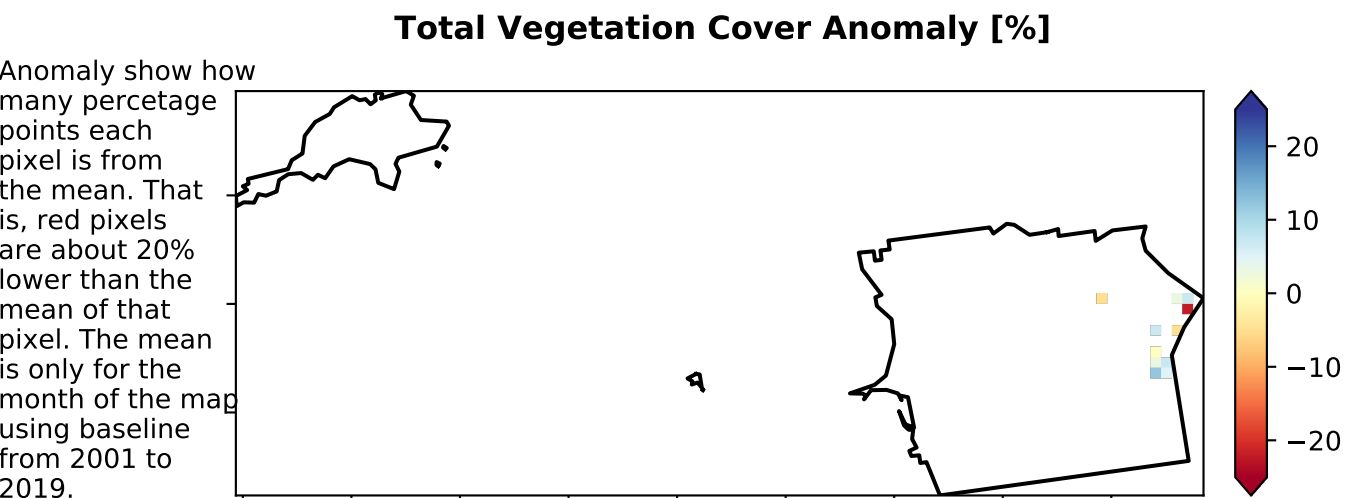 Total Vegetation Cover Anomaly [%]
Anomaly show how
many percetage
points each
pixel is from
the mean. That
is, red pixels
are about 20%
lower than the
mean of that
pixel. The mean
is only for the
month of the map
using baseline
from 2001 to
2019.
20
10
0
−10
−20